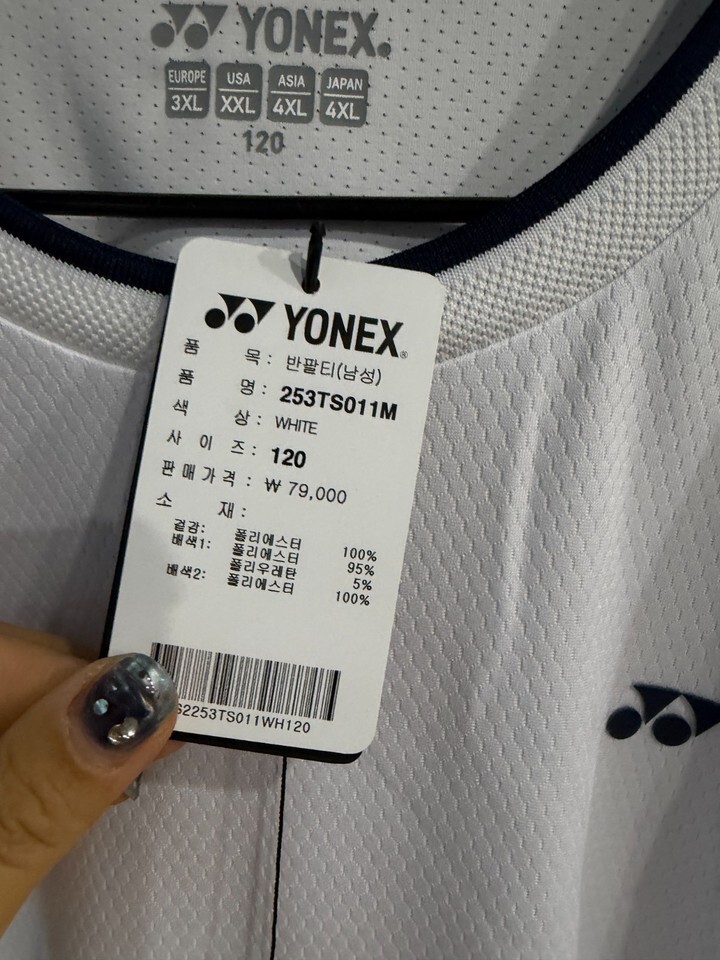 YONEX.
EUROPE 3XL USA XXL ASIA 4XL JAPAN 4XL
120
YONEX®
품 목: 반팔티(남성)
품 명: 253TS011M
색 상: WHITE
사 이 즈: 120
판매가격: ₩ 79,000
소 재:
겉감: 폴리에스터 100%
배색1: 폴리에스터 95%
폴리우레탄 5%
배색2: 폴리에스터 100%
S2253TS011WH120